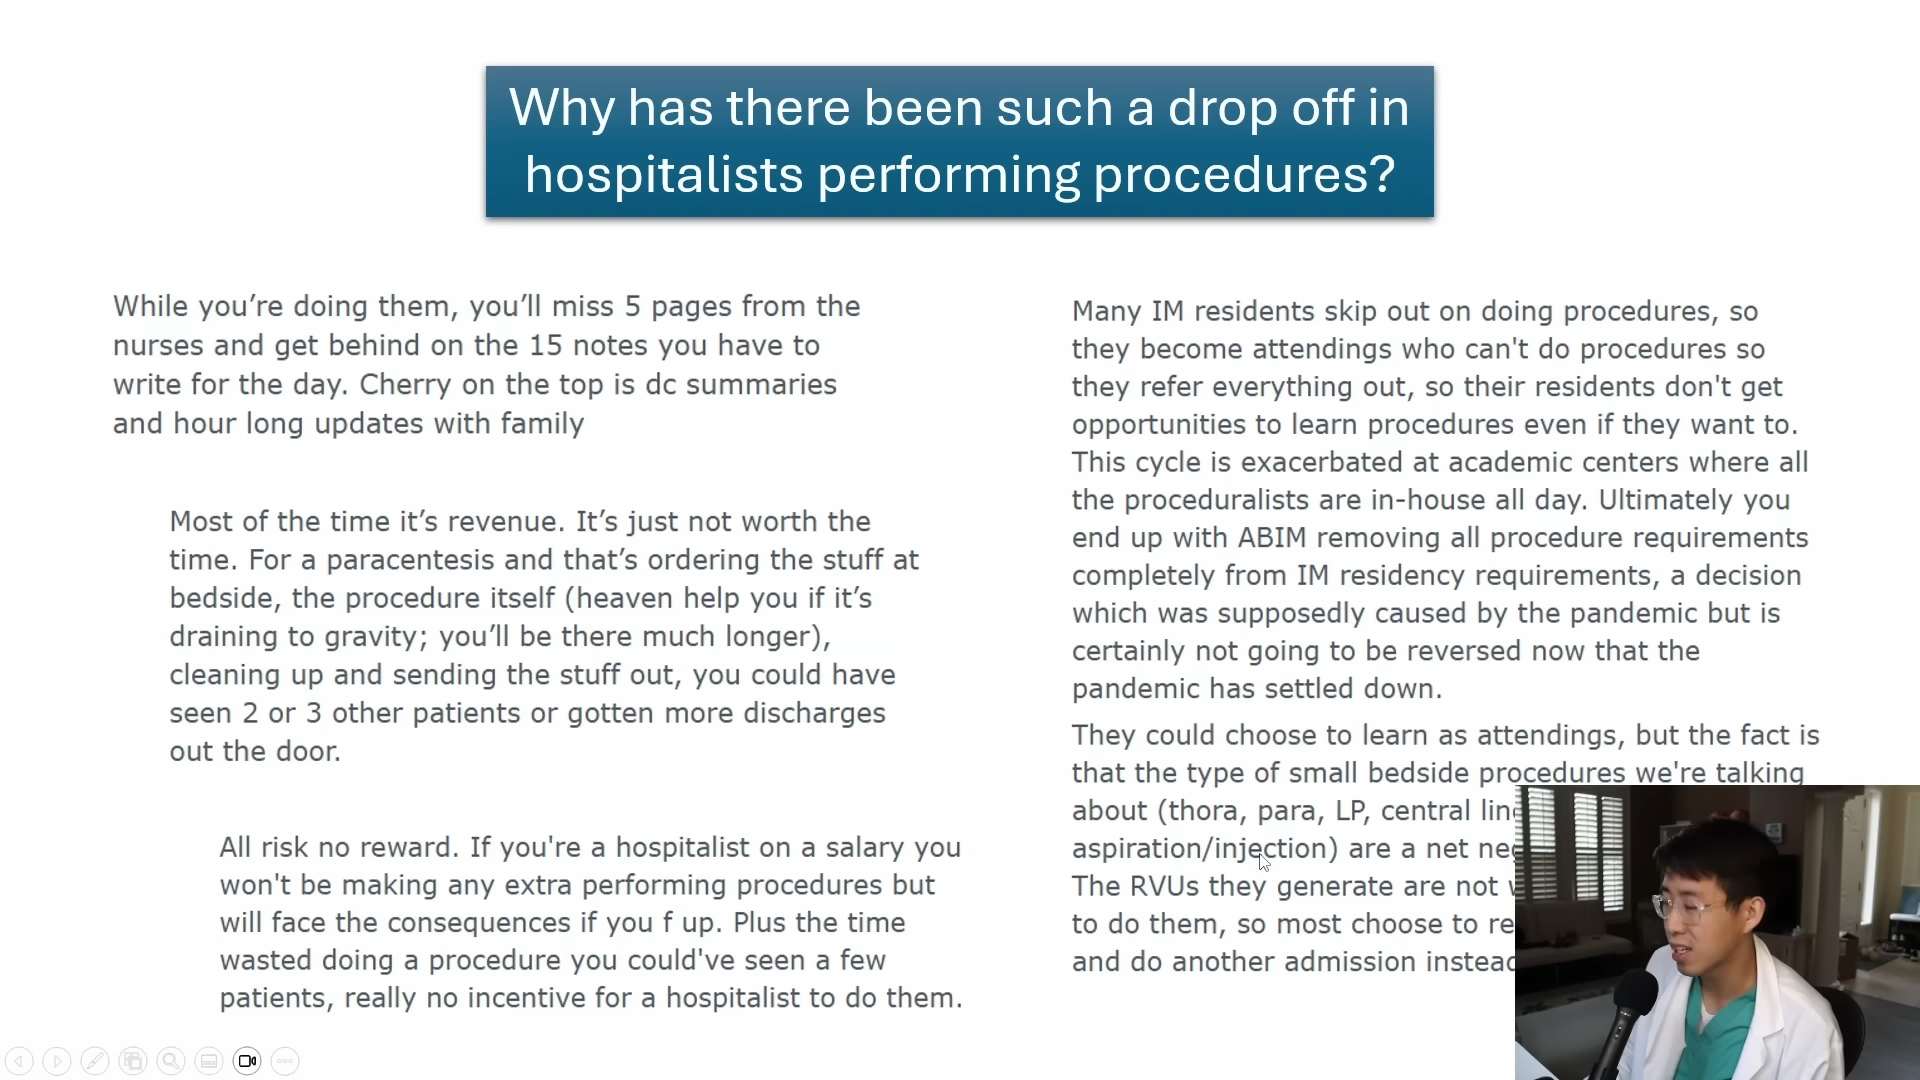 Why has there been such a drop off in
hospitalists performing procedures?
While you’re doing them, you’ll miss 5 pages from the
nurses and get behind on the 15 notes you have to
write for the day. Cherry on the top is dc summaries
and hour long updates with family
Most of the time it’s revenue. It’s just not worth the
time. For a paracentesis and that’s ordering the stuff at
bedside, the procedure itself (heaven help you if it’s
draining to gravity; you’ll be there much longer),
cleaning up and sending the stuff out, you could have
seen 2 or 3 other patients or gotten more discharges
out the door.
All risk no reward. If you're a hospitalist on a salary you
won't be making any extra performing procedures but
will face the consequences if you f up. Plus the time
wasted doing a procedure you could've seen a few
patients, really no incentive for a hospitalist to do them.
Many IM residents skip out on doing procedures, so
they become attendings who can't do procedures so
they refer everything out, so their residents don't get
opportunities to learn procedures even if they want to.
This cycle is exacerbated at academic centers where all
the proceduralists are in-house all day. Ultimately you
end up with ABIM removing all procedure requirements
completely from IM residency requirements, a decision
which was supposedly caused by the pandemic but is
certainly not going to be reversed now that the
pandemic has settled down.
They could choose to learn as attendings, but the fact is
that the type of small bedside procedures we're talking
about (thora, para, LP, central
aspiration/injection) are a net
The RVUs they generate are not
to do them, so most choose to
and do another admission